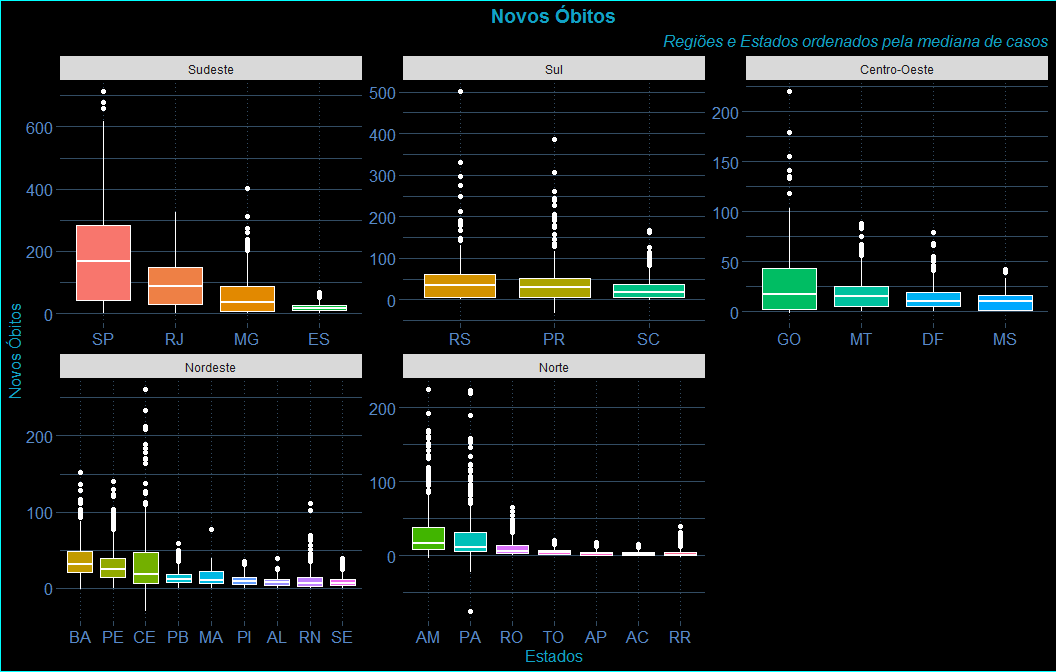 Novos Óbitos
Regiões e Estados ordenados pela mediana de casos
Sudeste
Sul
Centro-Oeste
600
400
200
0
500
400
300
200
100
0
200
150
100
50
0
SP RJ MG ES
RS PR SC
GO MT DF MS
Novos Óbitos
Nordeste
Norte
200
100
0
200
100
0
BA PE CE PB MA PI AL RN SE
AM PA RO TO AP AC RR
Estados